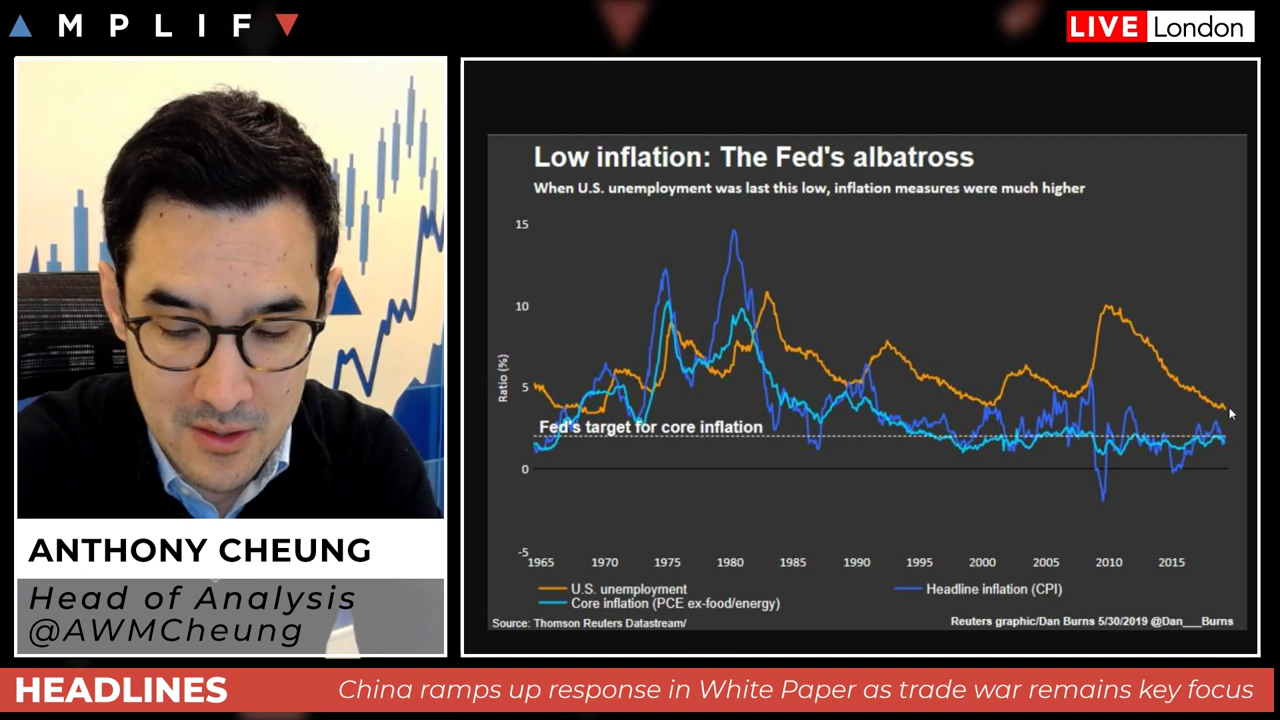 AMPLIFY
LIVE London
Low inflation: The Fed's albatross
When U.S. unemployment was last this low, inflation measures were much higher
15
10
5
0
-5
Ratio (%)
Fed's target for core inflation
1965 1970 1975 1980 1985 1990 1995 2000 2005 2010 2015
U.S. unemployment
Headline inflation (CPI)
Core inflation (PCE ex-food/energy)
Source: Thomson Reuters Datastream/
Reuters graphic/Dan Burns 5/30/2019 @Dan___Burns
ANTHONY CHEUNG
Head of Analysis
@AWMCheung
HEADLINES
China ramps up response in White Paper as trade war remains key focus